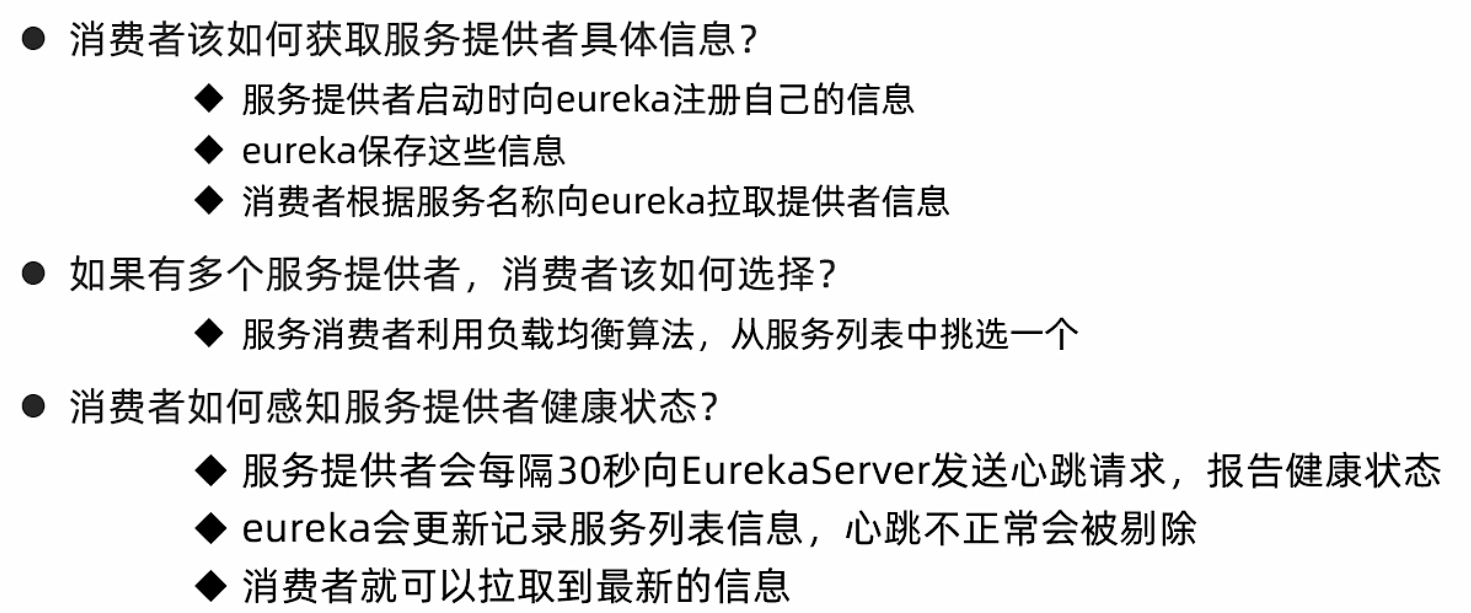 ● 消费者该如何获取服务提供者具体信息？
◆ 服务提供者启动时向eureka注册自己的信息
◆ eureka保存这些信息
◆ 消费者根据服务名称向eureka拉取提供者信息
● 如果有多个服务提供者，消费者该如何选择？
◆ 服务消费者利用负载均衡算法，从服务列表中挑选一个
● 消费者如何感知服务提供者健康状态？
◆ 服务提供者会每隔30秒向EurekaServer发送心跳请求，报告健康状态
◆ eureka会更新记录服务列表信息，心跳不正常会被剔除
◆ 消费者就可以拉取到最新的信息